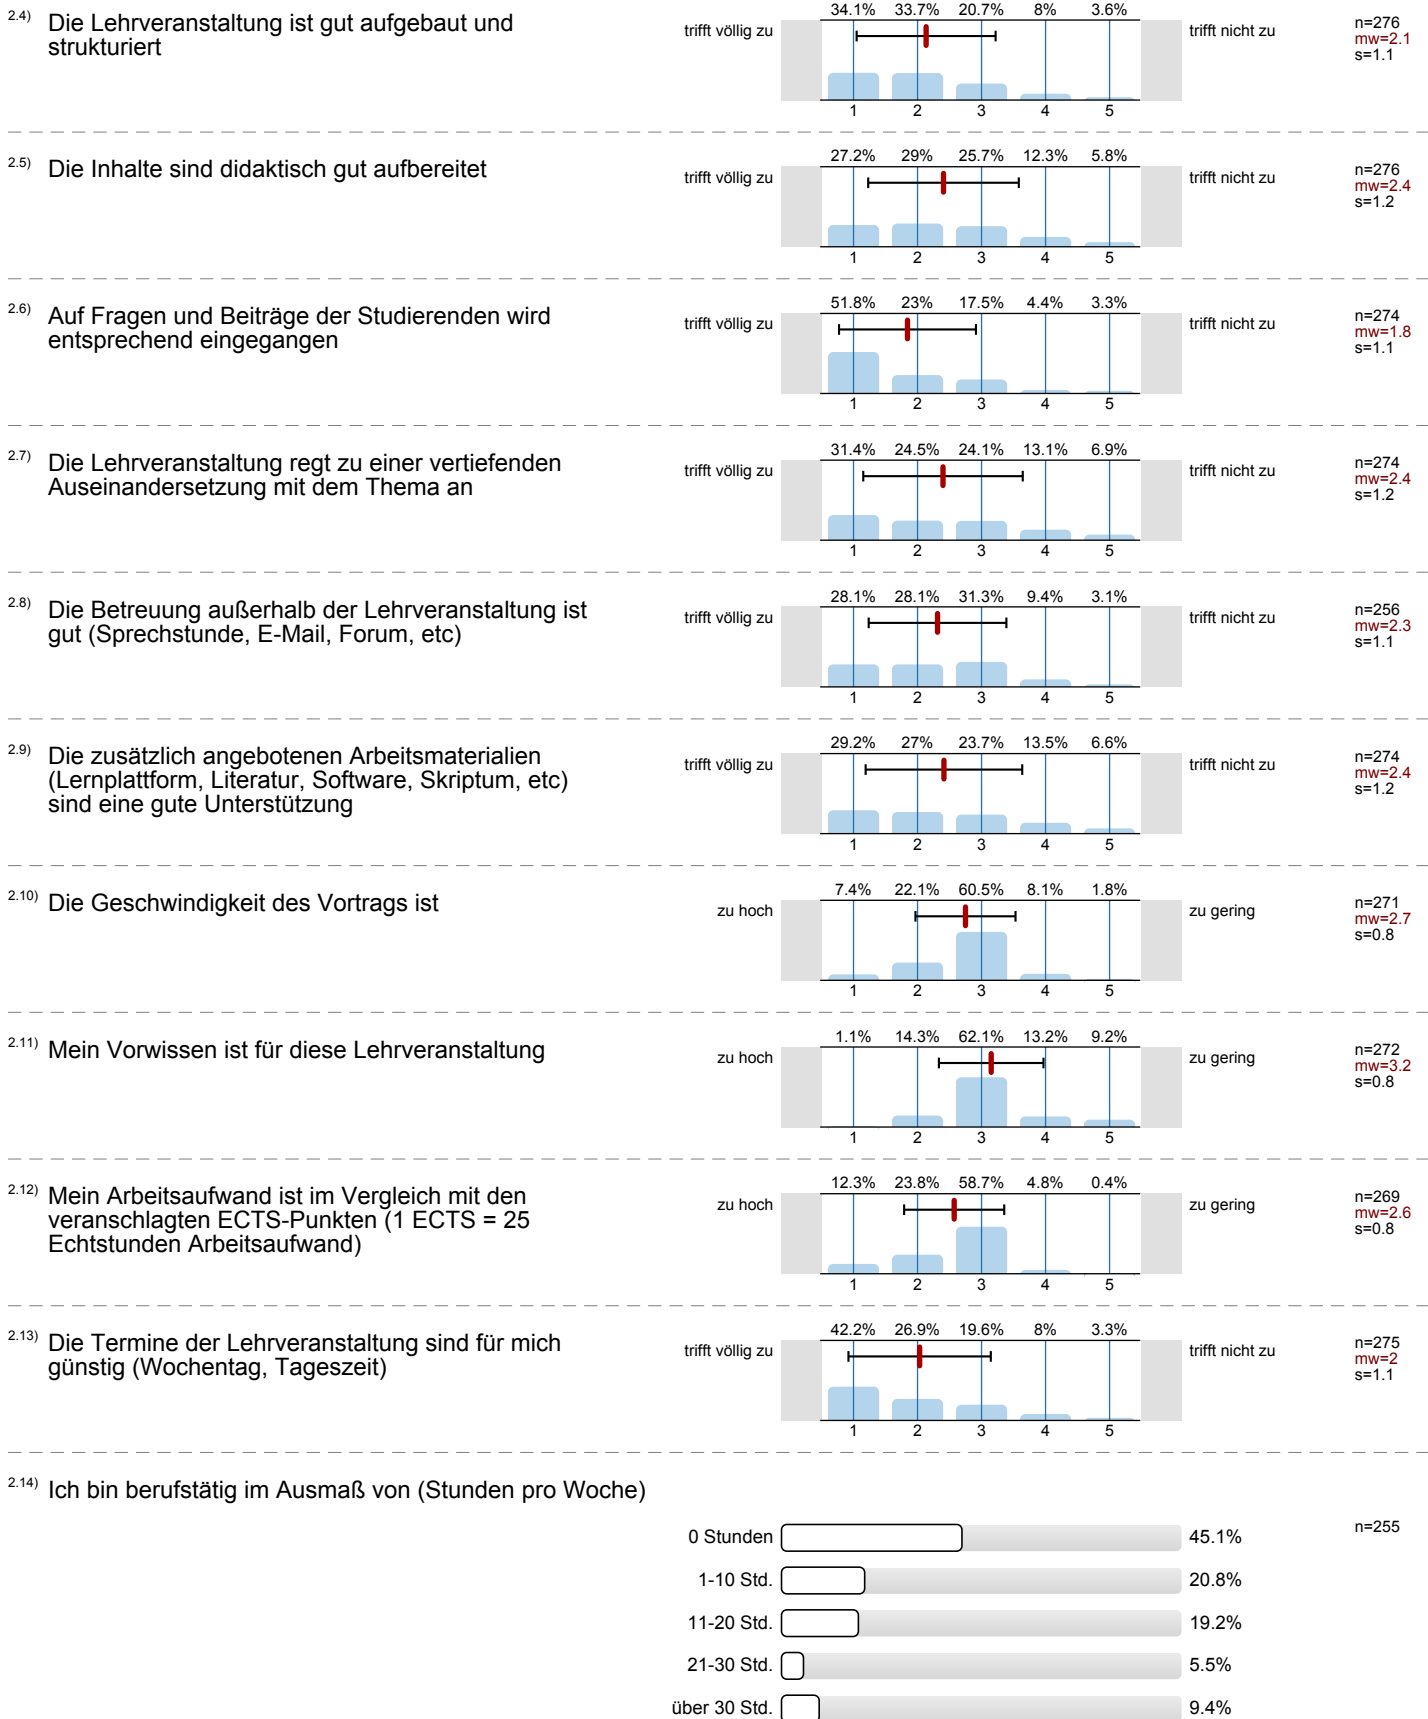 2.4) Die Lehrveranstaltung ist gut aufgebaut und
strukturiert
trifft völlig zu
34.1% 33.7% 20.7% 8% 3.6%
1 2 3 4 5
trifft nicht zu
n=276
mw=2.1
s=1.1
2.5) Die Inhalte sind didaktisch gut aufbereitet
trifft völlig zu
27.2% 29% 25.7% 12.3% 5.8%
1 2 3 4 5
trifft nicht zu
n=276
mw=2.4
s=1.2
2.6) Auf Fragen und Beiträge der Studierenden wird
entsprechend eingegangen
trifft völlig zu
51.8% 23% 17.5% 4.4% 3.3%
1 2 3 4 5
trifft nicht zu
n=274
mw=1.8
s=1.1
2.7) Die Lehrveranstaltung regt zu einer vertiefenden
Auseinandersetzung mit dem Thema an
trifft völlig zu
31.4% 24.5% 24.1% 13.1% 6.9%
1 2 3 4 5
trifft nicht zu
n=274
mw=2.4
s=1.2
2.8) Die Betreuung außerhalb der Lehrveranstaltung ist
gut (Sprechstunde, E-Mail, Forum, etc)
trifft völlig zu
28.1% 28.1% 31.3% 9.4% 3.1%
1 2 3 4 5
trifft nicht zu
n=256
mw=2.3
s=1.1
2.9) Die zusätzlich angebotenen Arbeitsmaterialien
(Lernplattform, Literatur, Software, Skriptum, etc)
sind eine gute Unterstützung
trifft völlig zu
29.2% 27% 23.7% 13.5% 6.6%
1 2 3 4 5
trifft nicht zu
n=274
mw=2.4
s=1.2
2.10) Die Geschwindigkeit des Vortrags ist
zu hoch
7.4% 22.1% 60.5% 8.1% 1.8%
1 2 3 4 5
zu gering
n=271
mw=2.7
s=0.8
2.11) Mein Vorwissen ist für diese Lehrveranstaltung
zu hoch
1.1% 14.3% 62.1% 13.2% 9.2%
1 2 3 4 5
zu gering
n=272
mw=3.2
s=0.8
2.12) Mein Arbeitsaufwand ist im Vergleich mit den
veranschlagten ECTS-Punkten (1 ECTS = 25
Echtstunden Arbeitsaufwand)
zu hoch
12.3% 23.8% 58.7% 4.8% 0.4%
1 2 3 4 5
zu gering
n=269
mw=2.6
s=0.8
2.13) Die Termine der Lehrveranstaltung sind für mich
günstig (Wochentag, Tageszeit)
trifft völlig zu
42.2% 26.9% 19.6% 8% 3.3%
1 2 3 4 5
trifft nicht zu
n=275
mw=2
s=1.1
2.14) Ich bin berufstätig im Ausmaß von (Stunden pro Woche)
n=255
0 Stunden 45.1%
1-10 Std. 20.8%
11-20 Std. 19.2%
21-30 Std. 5.5%
über 30 Std. 9.4%